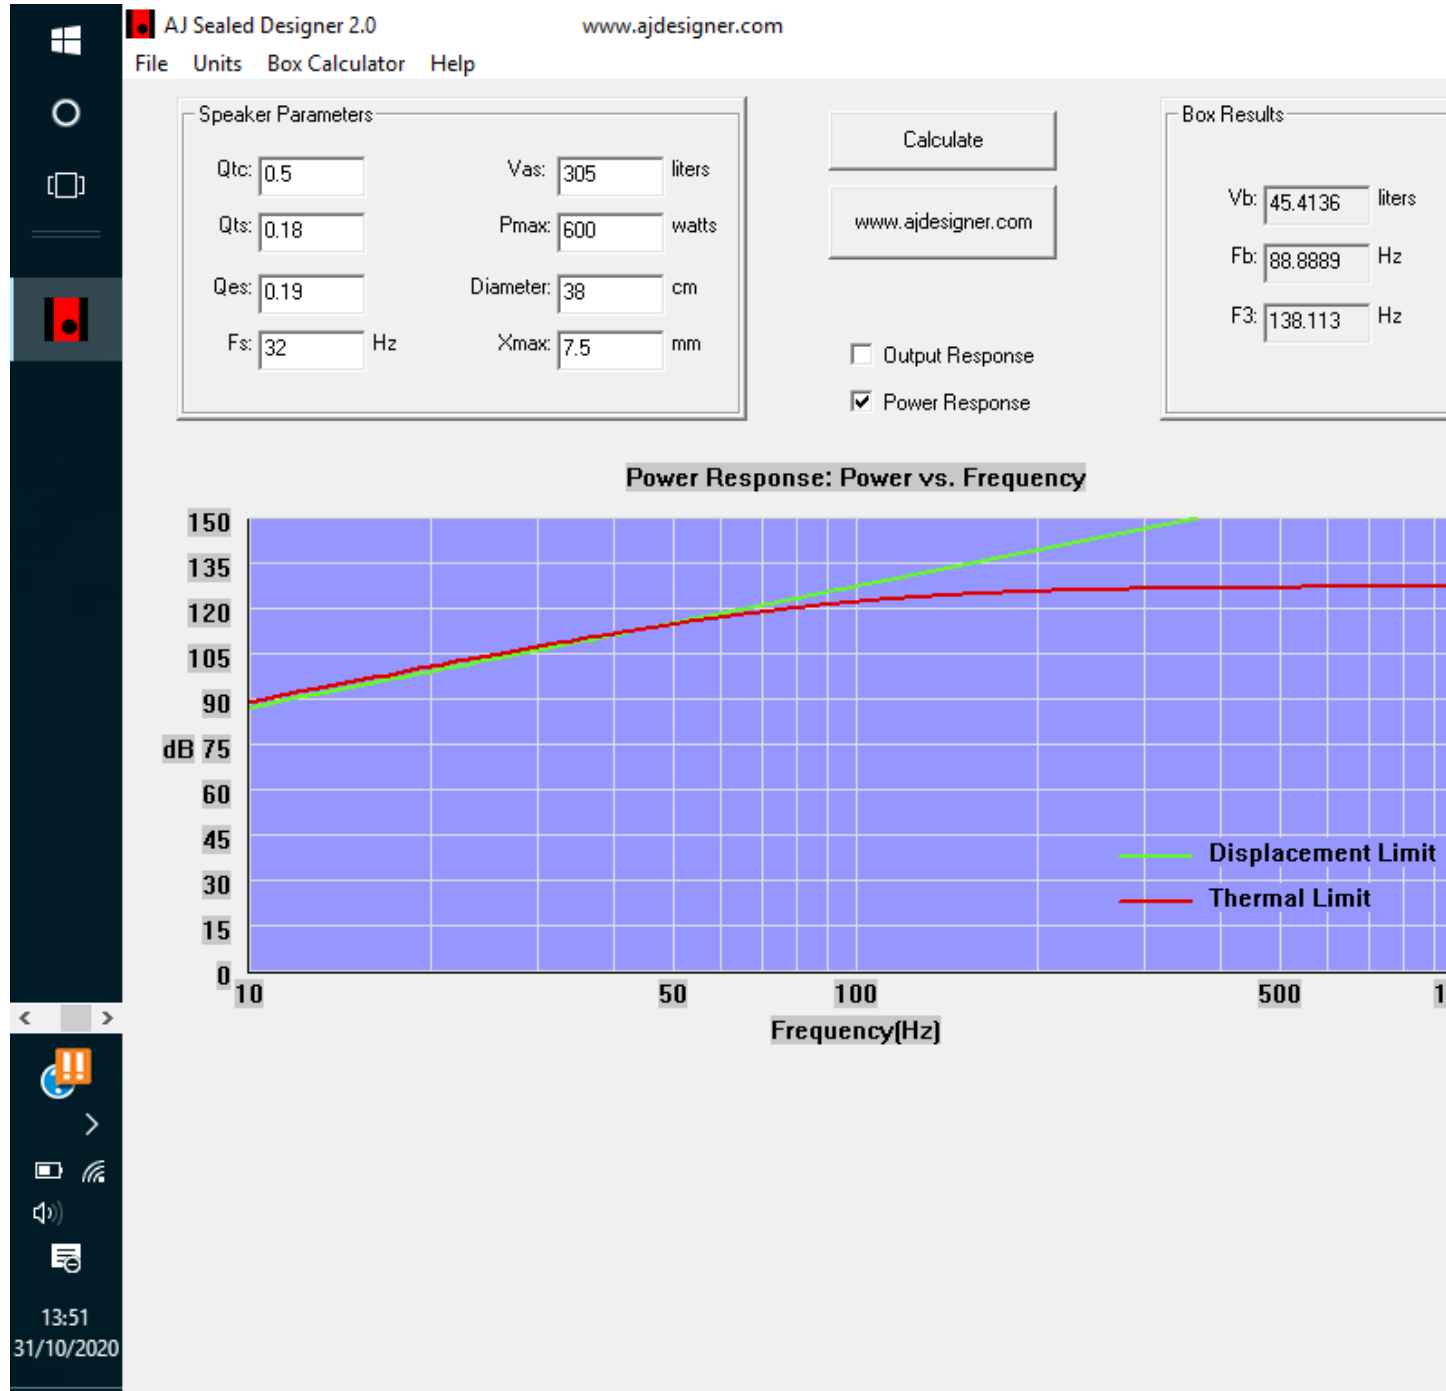 AJ Sealed Designer 2.0 www.ajdesigner.com
File Units Box Calculator Help
Speaker Parameters
Qtc: 0.5 Vas: 305 liters
Qts: 0.18 Pmax: 600 watts
Qes: 0.19 Diameter: 38 cm
Fs: 32 Hz Xmax: 7.5 mm
Calculate
www.ajdesigner.com
Output Response
Power Response
Box Results
Vb: 45.4136 liters
Fb: 88.8889 Hz
F3: 138.113 Hz
Power Response: Power vs. Frequency
150
135
120
105
90
dB 75
60
45
30
15
0
Displacement Limit
Thermal Limit
10 50 100 500 1
Frequency(Hz)
13:51
31/10/2020